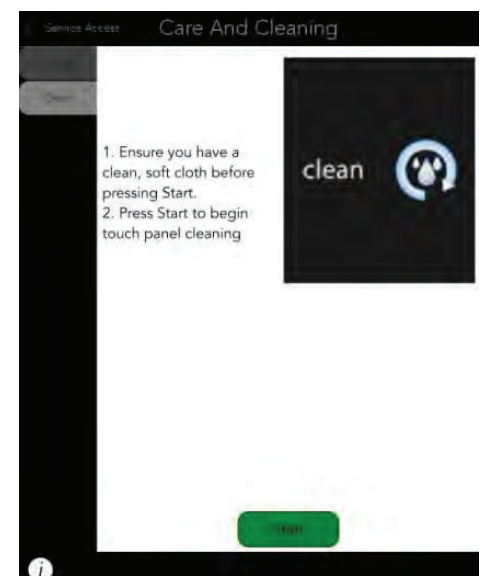 Service Access
Care And Cleaning
Clean
1. Ensure you have a
clean, soft cloth before
pressing Start.
2. Press Start to begin
touch panel cleaning
clean
Start
i